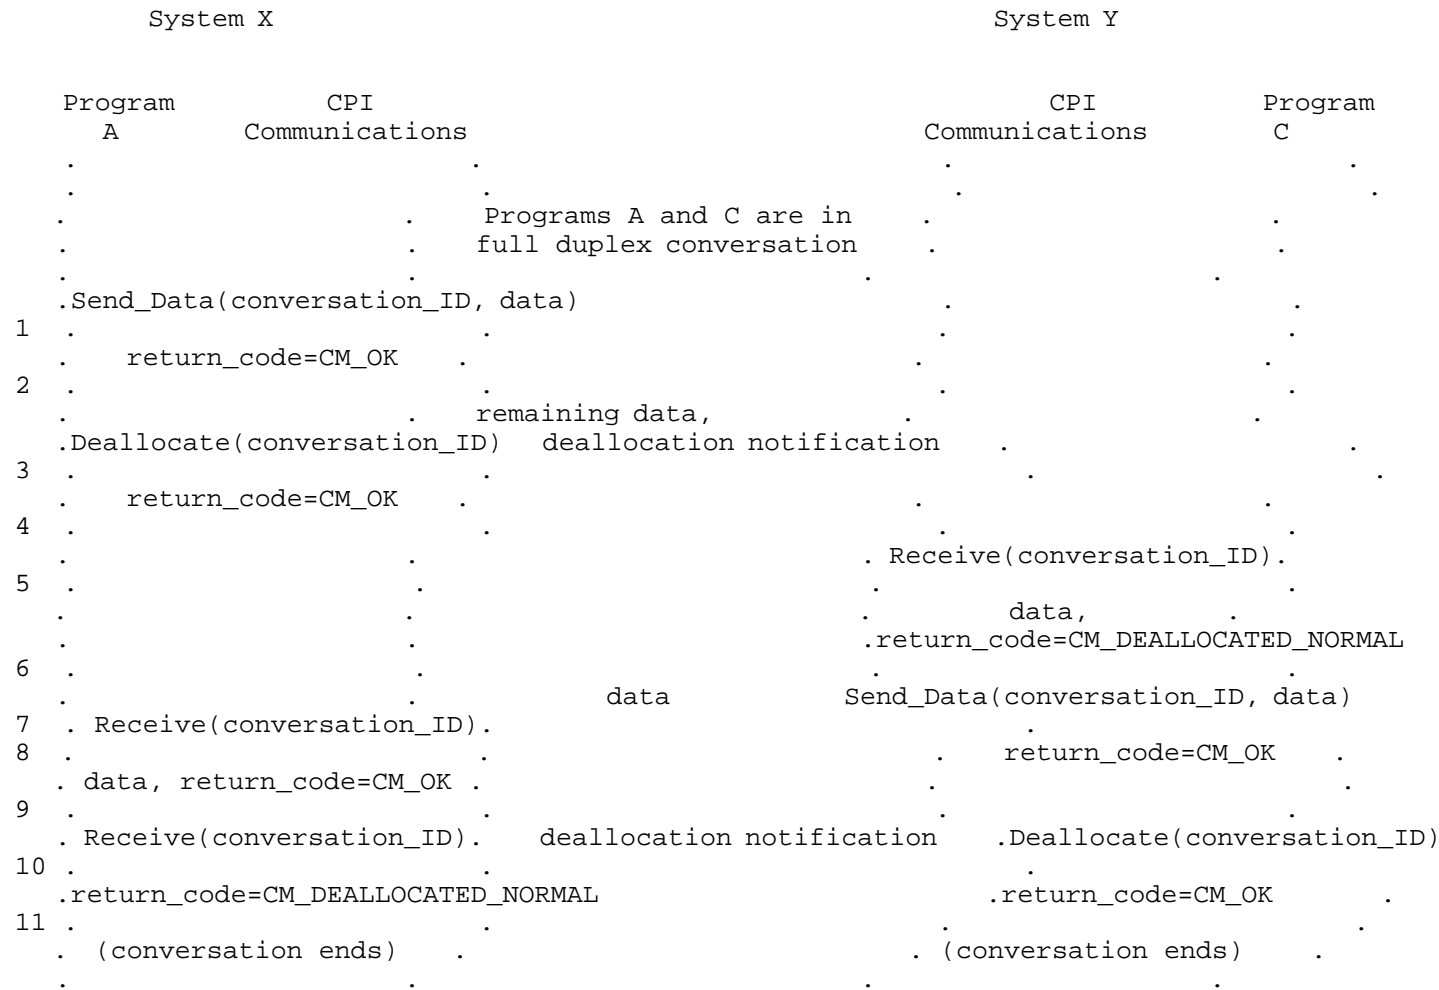 System X System Y
Program CPI CPI Program
A Communications Communications C
. . . .
. . . .
. . Programs A and C are in . .
. . full duplex conversation . .
. . . .
.Send_Data(conversation_ID, data) . .
1 . . . .
. return_code=CM_OK . . .
2 . . . .
. . remaining data, . .
.Deallocate(conversation_ID) deallocation notification . .
3 . . . .
. return_code=CM_OK . . .
4 . . . .
. . . Receive(conversation_ID).
5 . . . .
. . . data, .
. . .return_code=CM_DEALLOCATED_NORMAL
6 . . . .
. . data Send_Data(conversation_ID, data)
7 . Receive(conversation_ID). .
8 . . . return_code=CM_OK .
. data, return_code=CM_OK . . .
9 . . . .
. Receive(conversation_ID). deallocation notification .Deallocate(conversation_ID)
10 . . .
.return_code=CM_DEALLOCATED_NORMAL .return_code=CM_OK .
11 . . . .
. (conversation ends) . . (conversation ends) .
. . . .